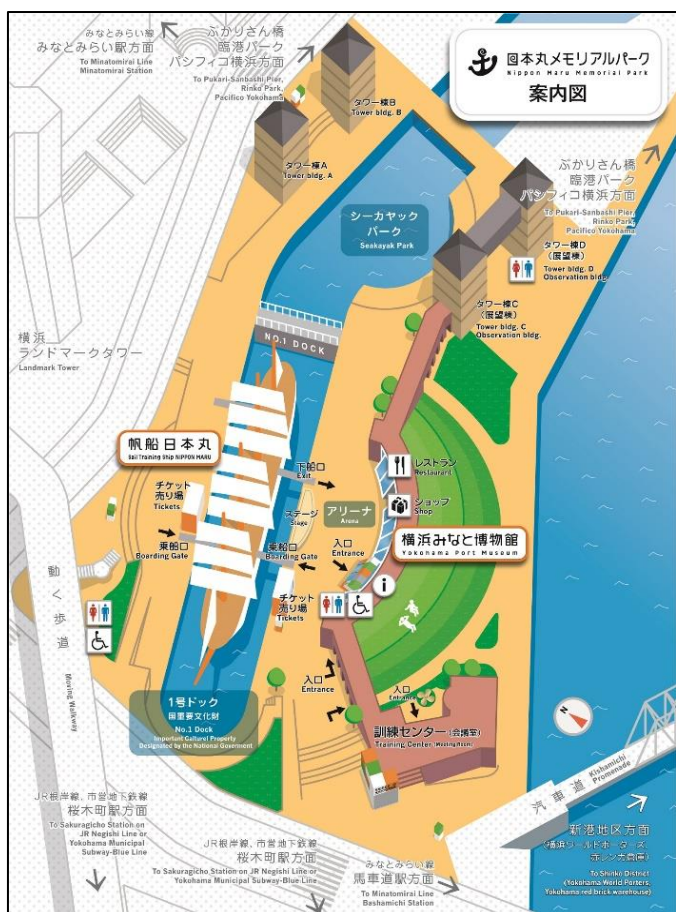 日本丸メモリアルパーク
Nippon Maru Memorial Park
案内図
みなとみらい線
みなとみらい駅方面
To Minatomirai Line
Minatomirai Station
ぷかりさん橋
臨港パーク
パシフィコ横浜方面
To Pukari-Sanbashi Pier,
Rinko Park,
Pacifico Yokohama
タワー棟B
Tower bldg. B
タワー棟A
Tower bldg. A
ぷかりさん橋
臨港パーク
パシフィコ横浜方面
To Pukari-Sanbashi Pier,
Rinko Park,
Pacifico Yokohama
シーカヤック
パーク
Seakayak Park
タワー棟D
(展望棟)
Tower bldg. D
Observation bldg.
タワー棟C
(展望棟)
Tower bldg. C
Observation bldg.
NO.1 DOCK
横浜
ランドマークタワー
Landmark Tower
帆船日本丸
Sail Training Ship NIPPON MARU
下船口
Exit
レストラン
Restaurant
チケット
売り場
Tickets
ステージ
Stage
アリーナ
Arena
ショップ
Shop
横浜みなと博物館
Yokohama Port Museum
乗船口
Boarding Gate
乗船口
Boarding Gate
入口
Entrance
i
チケット
売り場
Tickets
動く歩道
Moving Walkway
入口
Entrance
入口
Entrance
1号ドック
国重要文化財
No.1 Dock
Important Cultural Property
Designated by the National Goverment
訓練センター(会議室)
Training Center (Meeting Room)
N
汽車道
Kishamichi
Promenade
JR根岸線、市営地下鉄線
桜木町駅方面
To Sakuragicho Station on
JR Negishi Line or
Yokohama Municipal
Subway-Blue Line
JR根岸線、市営地下鉄線
桜木町駅方面
To Sakuragicho Station on JR Negishi Line or
Yokohama Municipal Subway-Blue Line
みなとみらい線
馬車道駅方面
To Minatomirai Line
Bashamichi Station
新港地区方面
(横浜ワールドポーターズ、
赤レンガ倉庫)
To Shinko District
(Yokohama World Porters,
Yokohama red brick warehouse)